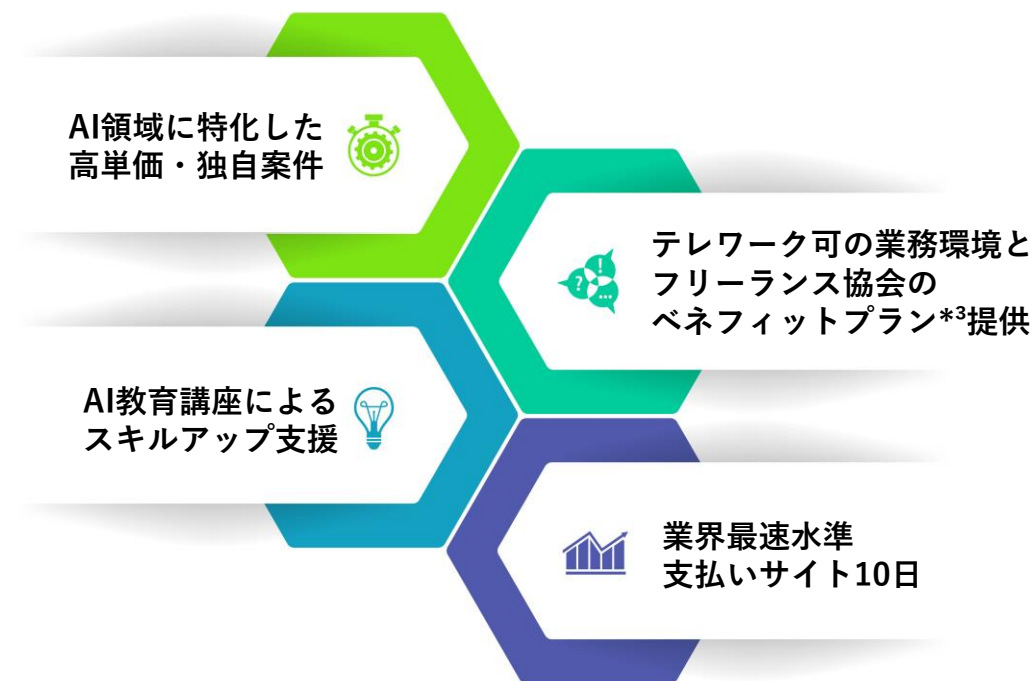 AI領域に特化した
高単価・独自案件
テレワーク可の業務環境と
フリーランス協会の
ベネフィットプラン*3提供
AI教育講座による
スキルアップ支援
業界最速水準
支払いサイト10日